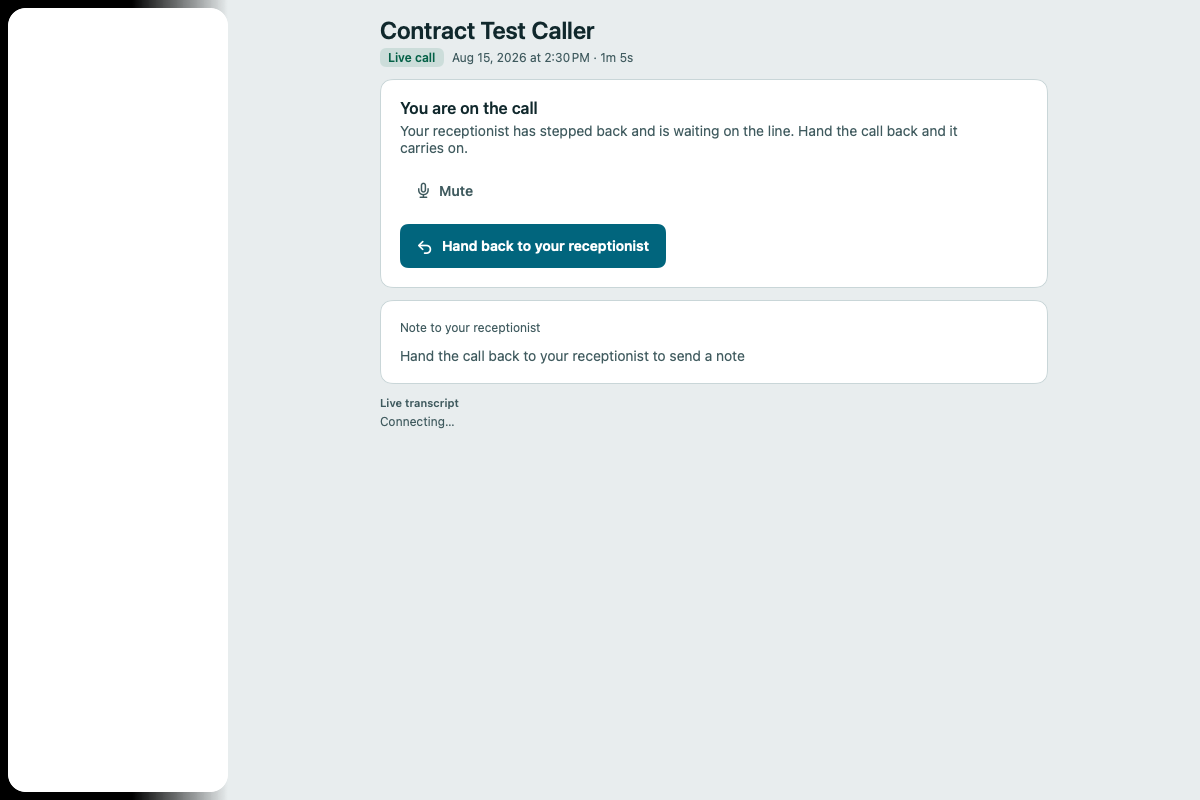 Contract Test Caller
Live call Aug 15, 2026 at 2:30 PM · 1m 5s
You are on the call
Your receptionist has stepped back and is waiting on the line. Hand the call back and it
carries on.
Mute
Hand back to your receptionist
Note to your receptionist
Hand the call back to your receptionist to send a note
Live transcript
Connecting…